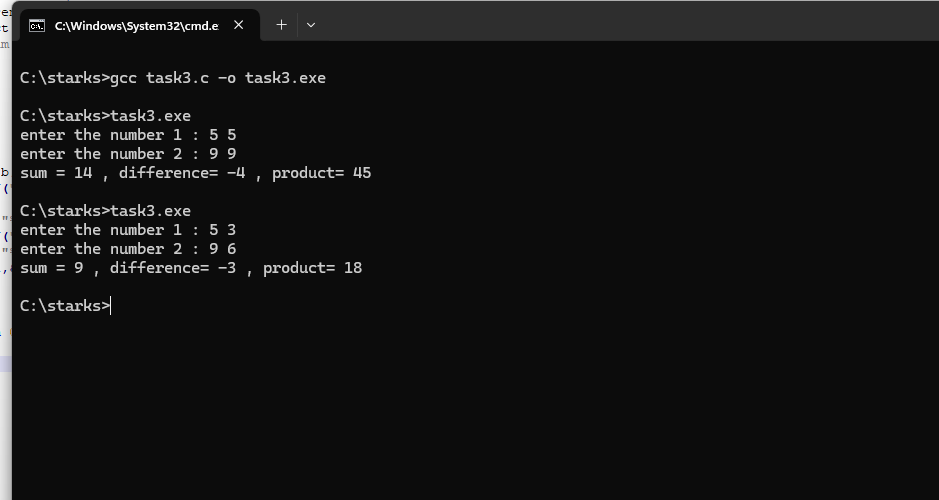 C:\Windows\System32\cmd.e
C:\starks>gcc task3.c -o task3.exe
C:\starks>task3.exe
enter the number 1 : 5 5
enter the number 2 : 9 9
sum = 14 , difference= -4 , product= 45
C:\starks>task3.exe
enter the number 1 : 5 3
enter the number 2 : 9 6
sum = 9 , difference= -3 , product= 18
C:\starks>